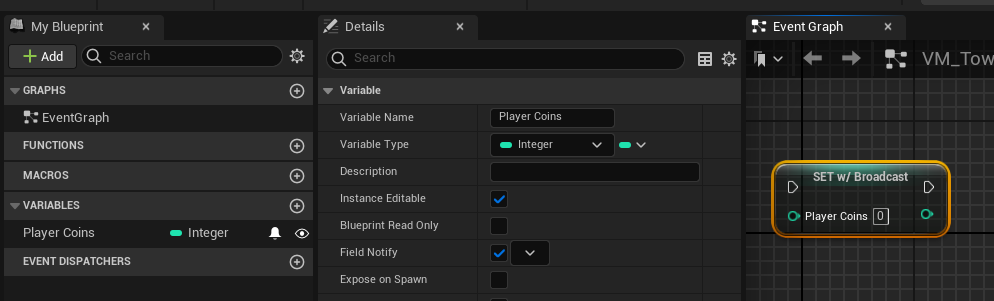 My Blueprint
Details
Event Graph
Add
Search
Search
VM_Tow
GRAPHS
EventGraph
FUNCTIONS
MACROS
VARIABLES
Player Coins
Integer
EVENT DISPATCHERS
Variable
Variable Name
Player Coins
Variable Type
Integer
Description
Instance Editable
Blueprint Read Only
Field Notify
Expose on Spawn
SET w/ Broadcast
Player Coins 0